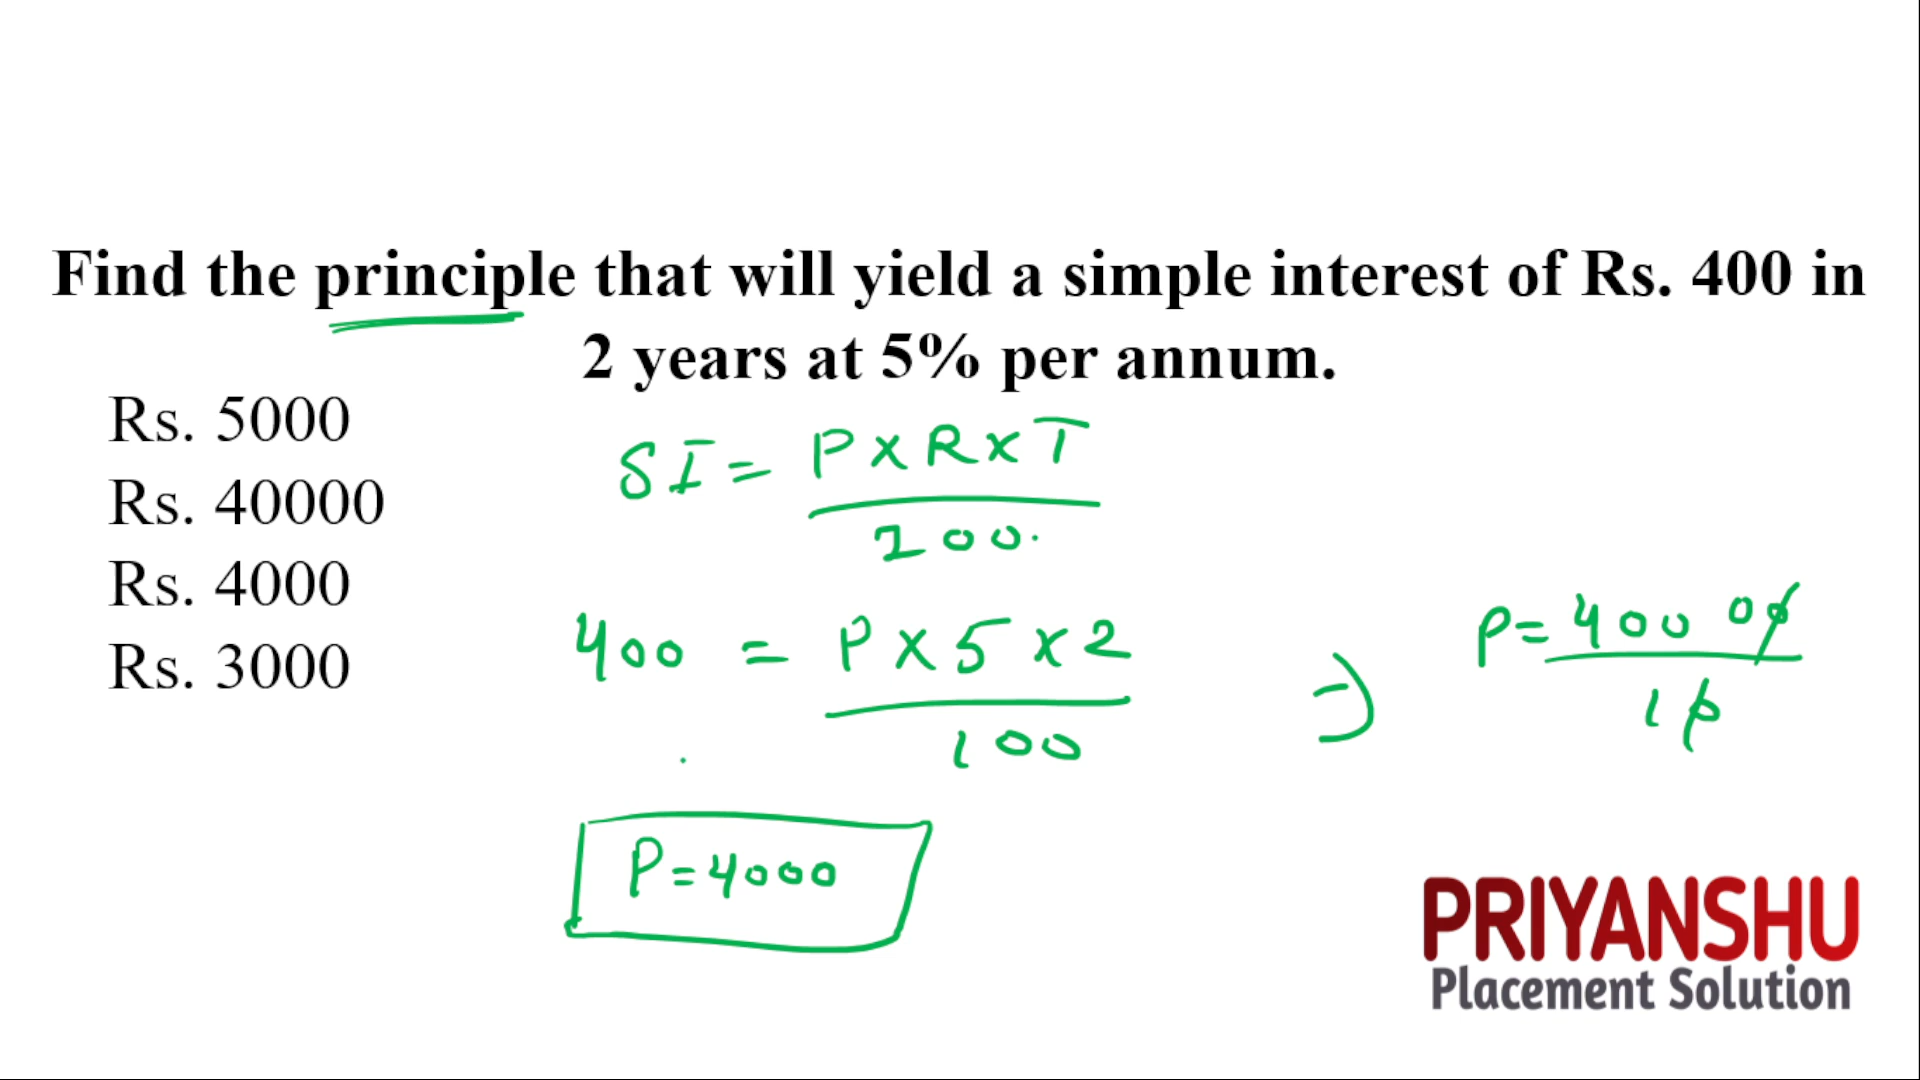 Find the principle that will yield a simple interest of Rs. 400 in
2 years at 5% per annum.
Rs. 5000
Rs. 40000
Rs. 4000
Rs. 3000
SI = P×R×T
100.
400 = P×5×2
100
=> P = 40000
10
P=4000
PRIYANSHU
Placement Solution